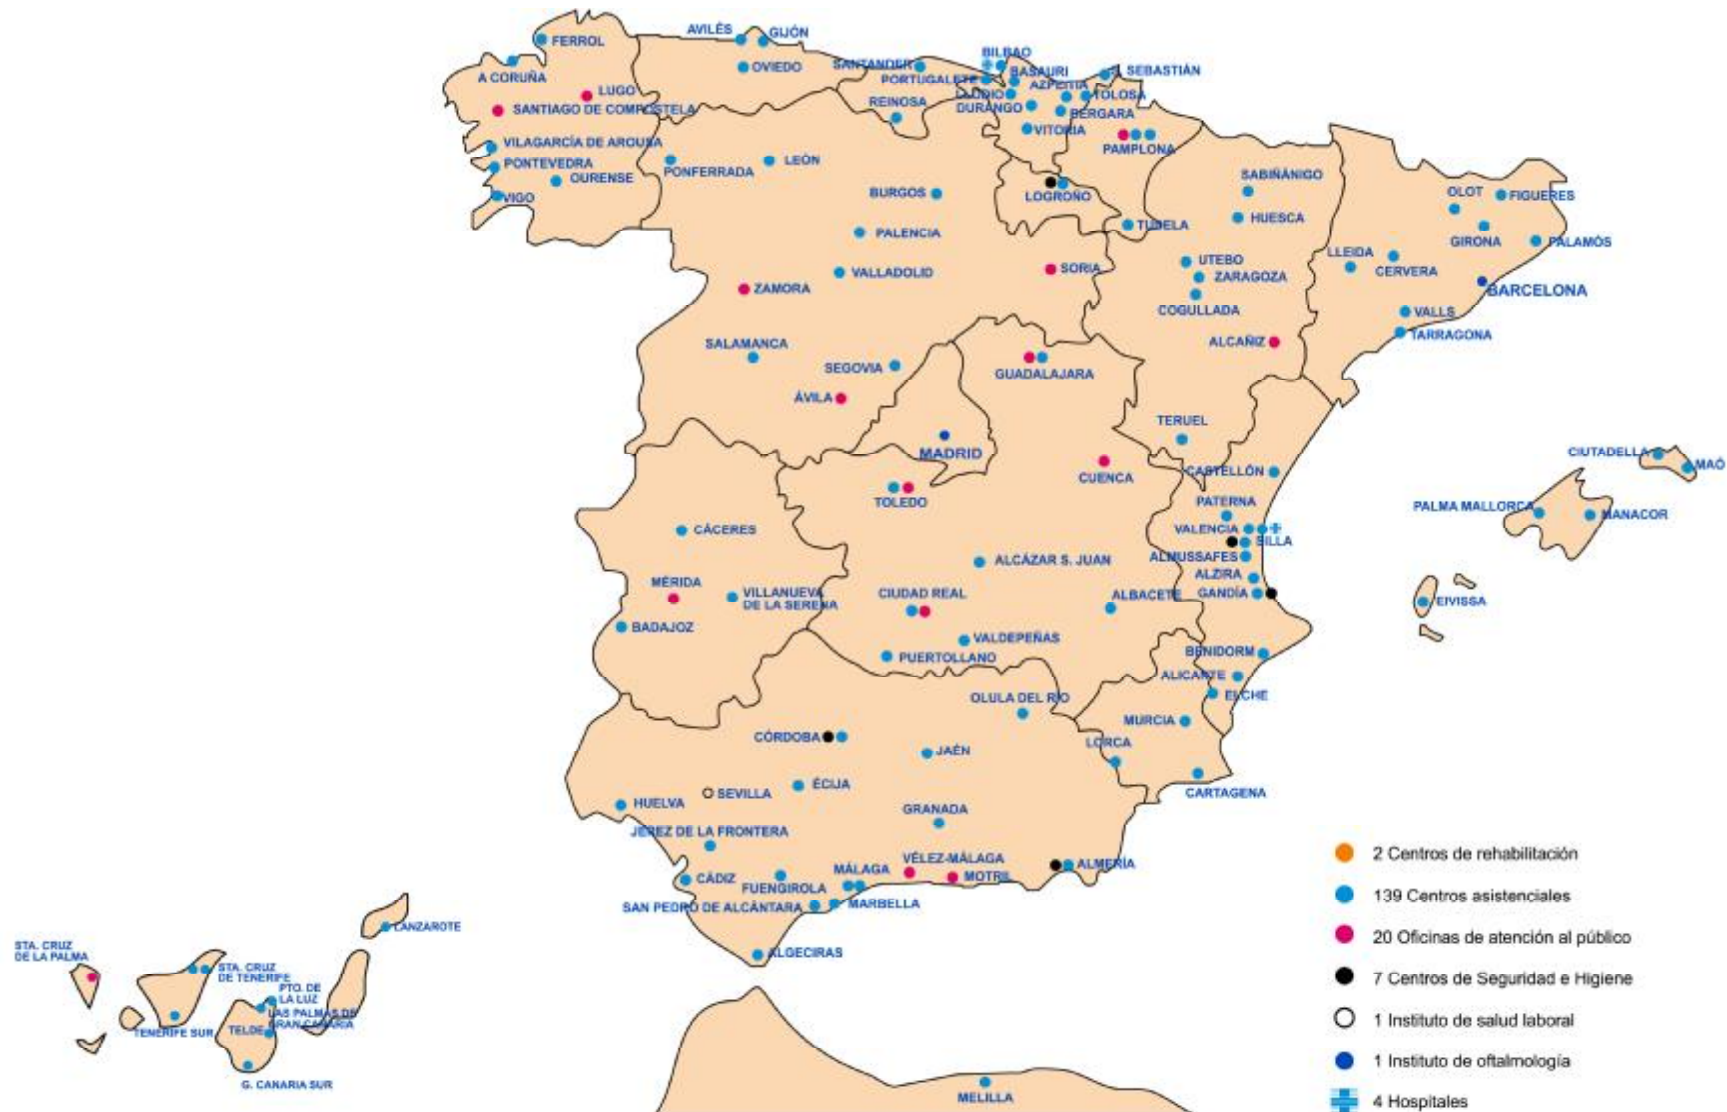 FERROL
A CORUÑA
LUGO
SANTIAGO DE COMPOSTELA
VILAGARCÍA DE AROUSA
PONTEVEDRA
OURENSE
VIGO
AVILÉS
GIJÓN
OVIEDO
SANTANDER
REINOSA
BILBAO
PORTUGALETE
BASAURI
S. SEBASTIÁN
AZPEITIA
TOLOSA
LLODIO
DURANGO
BERGARA
VITORIA
PAMPLONA
LOGROÑO
TUDELA
PONFERRADA
LEÓN
BURGOS
PALENCIA
VALLADOLID
SORIA
ZAMORA
SALAMANCA
SEGOVIA
ÁVILA
SABIÑÁNIGO
HUESCA
UTEBO
ZARAGOZA
COGULLADA
ALCAÑIZ
TERUEL
OLOT
FIGUERES
GIRONA
PALAMÓS
LLEIDA
CERVERA
BARCELONA
VALLS
TARRAGONA
GUADALAJARA
MADRID
CUENCA
TOLEDO
CÁCERES
MÉRIDA
VILLANUEVA
DE LA SERENA
BADAJOZ
ALCÁZAR S. JUAN
CIUDAD REAL
ALBACETE
VALDEPEÑAS
PUERTOLLANO
CASTELLÓN
PATERNA
VALENCIA
SILLA
ALMUSSAFES
ALZIRA
GANDÍA
BENIDORM
ALICANTE
ELCHE
CIUTADELLA
MAÓ
PALMA MALLORCA
MANACOR
EIVISSA
OLULA DEL RÍO
MURCIA
LORCA
CARTAGENA
CÓRDOBA
JAÉN
ÉCIJA
SEVILLA
HUELVA
GRANADA
JEREZ DE LA FRONTERA
CÁDIZ
FUENGIROLA
MÁLAGA
VÉLEZ-MÁLAGA
MOTRIL
ALMERÍA
SAN PEDRO DE ALCÁNTARA
MARBELLA
ALGECIRAS
MELILLA
LANZAROTE
STA. CRUZ
DE LA PALMA
STA. CRUZ
DE TENERIFE
PTO. DE
LA LUZ
LAS PALMAS DE
GRAN CANARIA
TENERIFE SUR
TELDE
G. CANARIA SUR
2 Centros de rehabilitación
139 Centros asistenciales
20 Oficinas de atención al público
7 Centros de Seguridad e Higiene
1 Instituto de salud laboral
1 Instituto de oftalmología
4 Hospitales